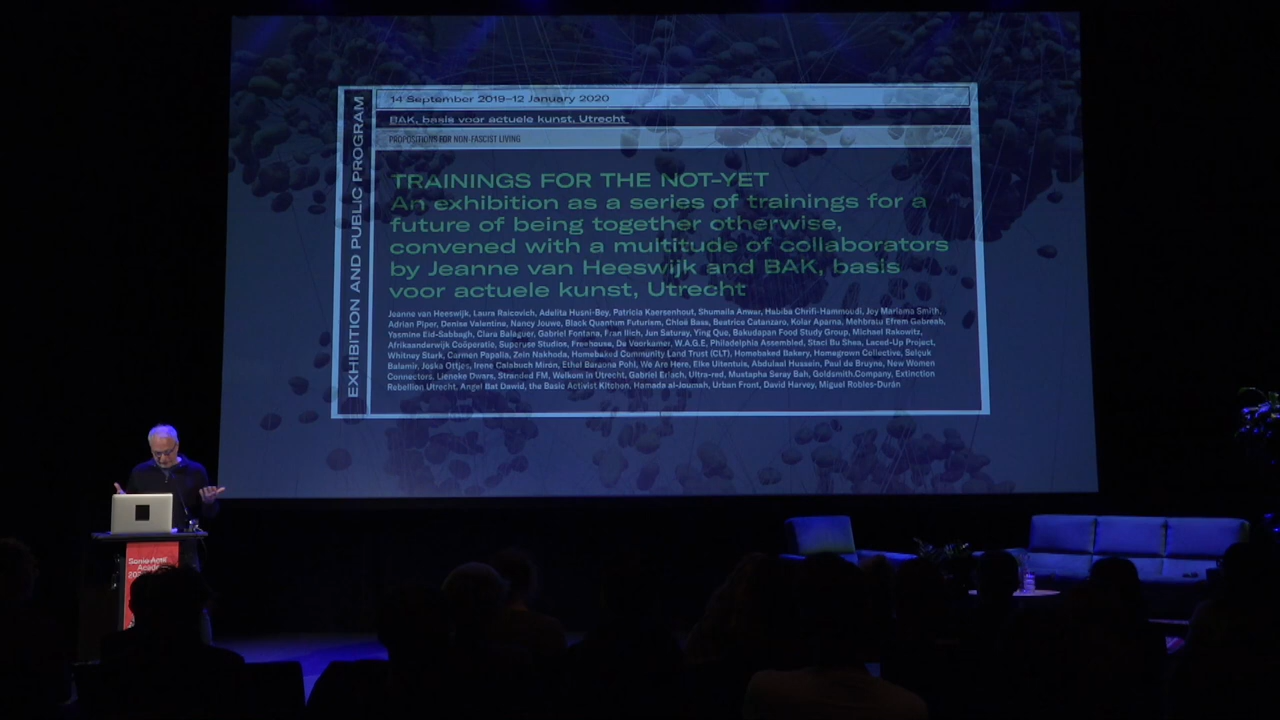 EXHIBITION AND PUBLIC PROGRAM
14 September 2019–12 January 2020
BAK, basis voor actuele kunst, Utrecht
PROPOSITIONS FOR NON-FASCIST LIVING
TRAININGS FOR THE NOT-YET
An exhibition as a series of trainings for a
future of being together otherwise,
convened with a multitude of collaborators
by Jeanne van Heeswijk and BAK, basis
voor actuele kunst, Utrecht
Jeanne van Heeswijk, Laura Raicovich, Adelita Husni-Bey, Patricia Kaersenhout, Shumaila Anwar, Habiba Chrifi-Hammoudi, Joy Mariama Smith,
Adrian Piper, Denise Valentine, Nancy Jouwe, Black Quantum Futurism, Chloë Bass, Beatrice Catanzaro, Kolar Aparna, Mehbratu Efrem Gebreab,
Yasmine Eid-Sabbagh, Clara Balaguer, Gabriel Fontana, Fran Ilich, Jun Saturay, Ying Que, Bakudapan Food Study Group, Michael Rakowitz,
Afrikaanderwijk Coöperatie, Superuse Studios, Freehouse, De Voorkamer, W.A.G.E, Philadelphia Assembled, Staci Bu Shea, Laced-Up Project,
Whitney Stark, Carmen Papalia, Zein Nakhoda, Homebaked Community Land Trust (CLT), Homebaked Bakery, Homegrown Collective, Selçuk
Balamir, Joska Ottjes, Irene Calabuch Mirón, Ethel Baraona Pohl, We Are Here, Elke Uitentuis, Abdulaal Hussein, Paul de Bruyne, New Women
Connectors, Lieneke Dwars, Stranded FM, Welkom in Utrecht, Gabriel Erlach, Ultra-red, Mustapha Seray Bah, Goldsmith.Company, Extinction
Rebellion Utrecht, Angel Bat Dawid, the Basic Activist Kitchen, Hamada al-Joumah, Urban Front, David Harvey, Miguel Robles-Durán